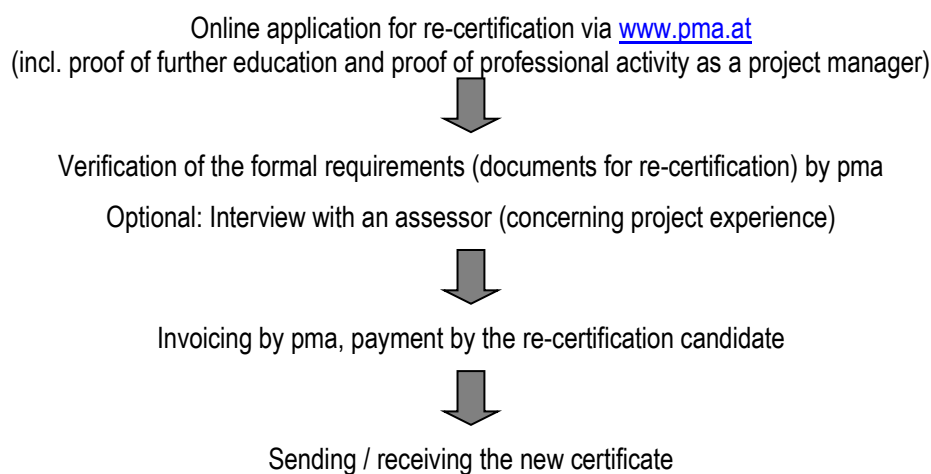 Online application for re-certification via www.pma.at
(incl. proof of further education and proof of professional activity as a project manager)
Verification of the formal requirements (documents for re-certification) by pma
Optional: Interview with an assessor (concerning project experience)
Invoicing by pma, payment by the re-certification candidate
Sending / receiving the new certificate